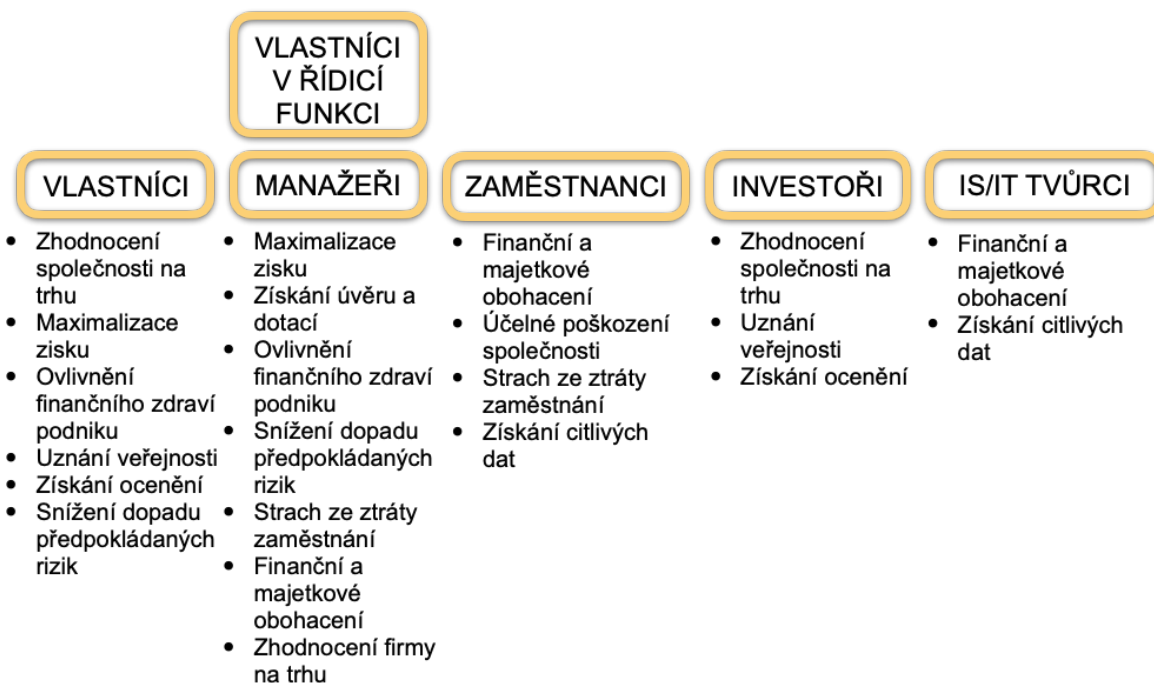 VLASTNÍCI
V ŘÍDICÍ
FUNKCI
VLASTNÍCI
• Zhodnocení
společnosti na
trhu
• Maximalizace
zisku
• Ovlivnění
finančního zdraví
podniku
• Uznání veřejnosti
• Získání ocenění
• Snížení dopadu
předpokládaných
rizik
MANAŽEŘI
• Maximalizace
zisku
• Získání úvěru a
dotací
• Ovlivnění
finančního zdraví
podniku
• Snížení dopadu
předpokládaných
rizik
• Strach ze ztráty
zaměstnání
• Finanční a
majetkové
obohacení
• Zhodnocení firmy
na trhu
ZAMĚSTNANCI
• Finanční a
majetkové
obohacení
• Účelné poškození
společnosti
• Strach ze ztráty
zaměstnání
• Získání citlivých
dat
INVESTOŘI
• Zhodnocení
společnosti na
trhu
• Uznání
veřejnosti
• Získání ocenění
IS/IT TVŮRCI
• Finanční a
majetkové
obohacení
• Získání citlivých
dat